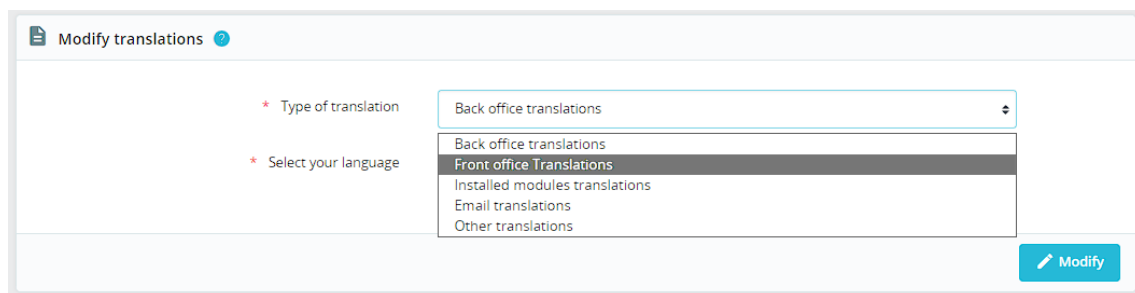 Modify translations ?
* Type of translation
Back office translations
* Select your language
Back office translations
Front office Translations
Installed modules translations
Email translations
Other translations
Modify